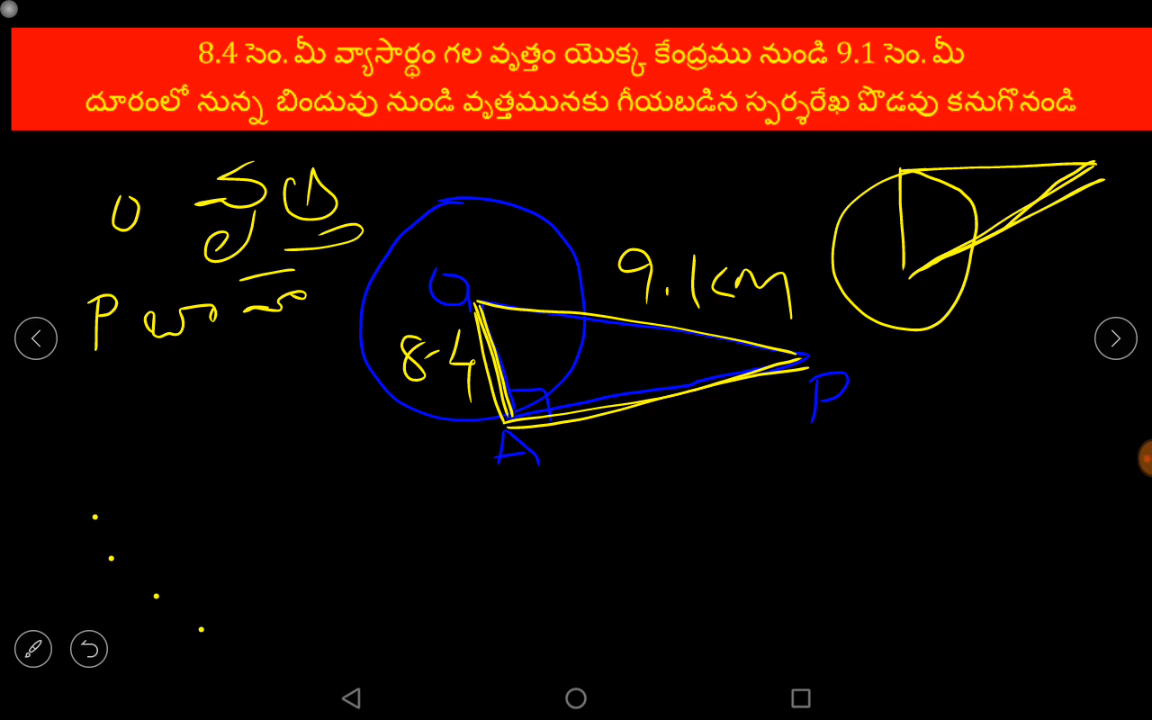 8.4 సెం. మీ వ్యాసార్థం గల వృత్తం యొక్క కేంద్రము నుండి 9.1 సెం. మీ
దూరంలో నున్న బిందువు నుండి వృత్తమునకు గీయబడిన స్పర్శరేఖ పొడవు కనుగొనండి
O
9.1cm
O
P
8.4
P
A